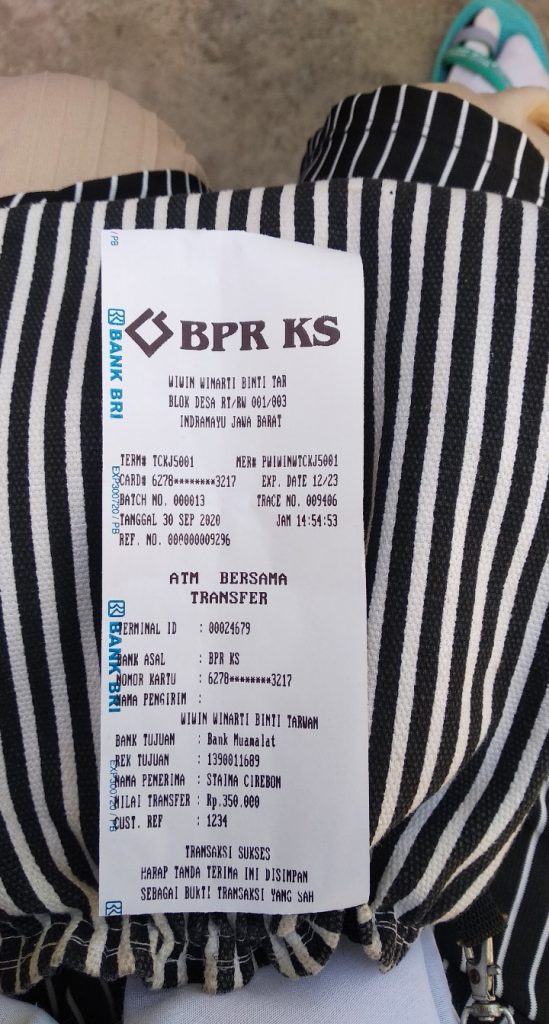 BPR KS
WIWIN WINARTI BINTI TAR
BLOK DESA RT/RW 001/003
INDRAMAYU JAWA BARAT
TERM# TCKJ5001 MER# PWIWINWTCKJ5001
CARD# 6278********3217 EXP. DATE 12/23
BATCH NO. 000013 TRACE NO. 009406
TANGGAL 30 SEP 2020 JAM 14:54:53
REF. NO. 000000009296
ATM BERSAMA
TRANSFER
TERMINAL ID : 00024679
BANK ASAL : BPR KS
NOMOR KARTU : 6278********3217
NAMA PENGIRIM :
WIWIN WINARTI BINTI TARWAN
BANK TUJUAN : Bank Muamalat
REK TUJUAN : 1390011689
NAMA PENERIMA : STAIMA CIREBON
NILAI TRANSFER : Rp.350.000
CUST. REF : 1234
TRANSAKSI SUKSES
HARAP TANDA TERIMA INI DISIMPAN
SEBAGAI BUKTI TRANSAKSI YANG SAH
/ PB
BANK BRI
EXP300720 / PB
BANK BRI
EXP300720 / PB